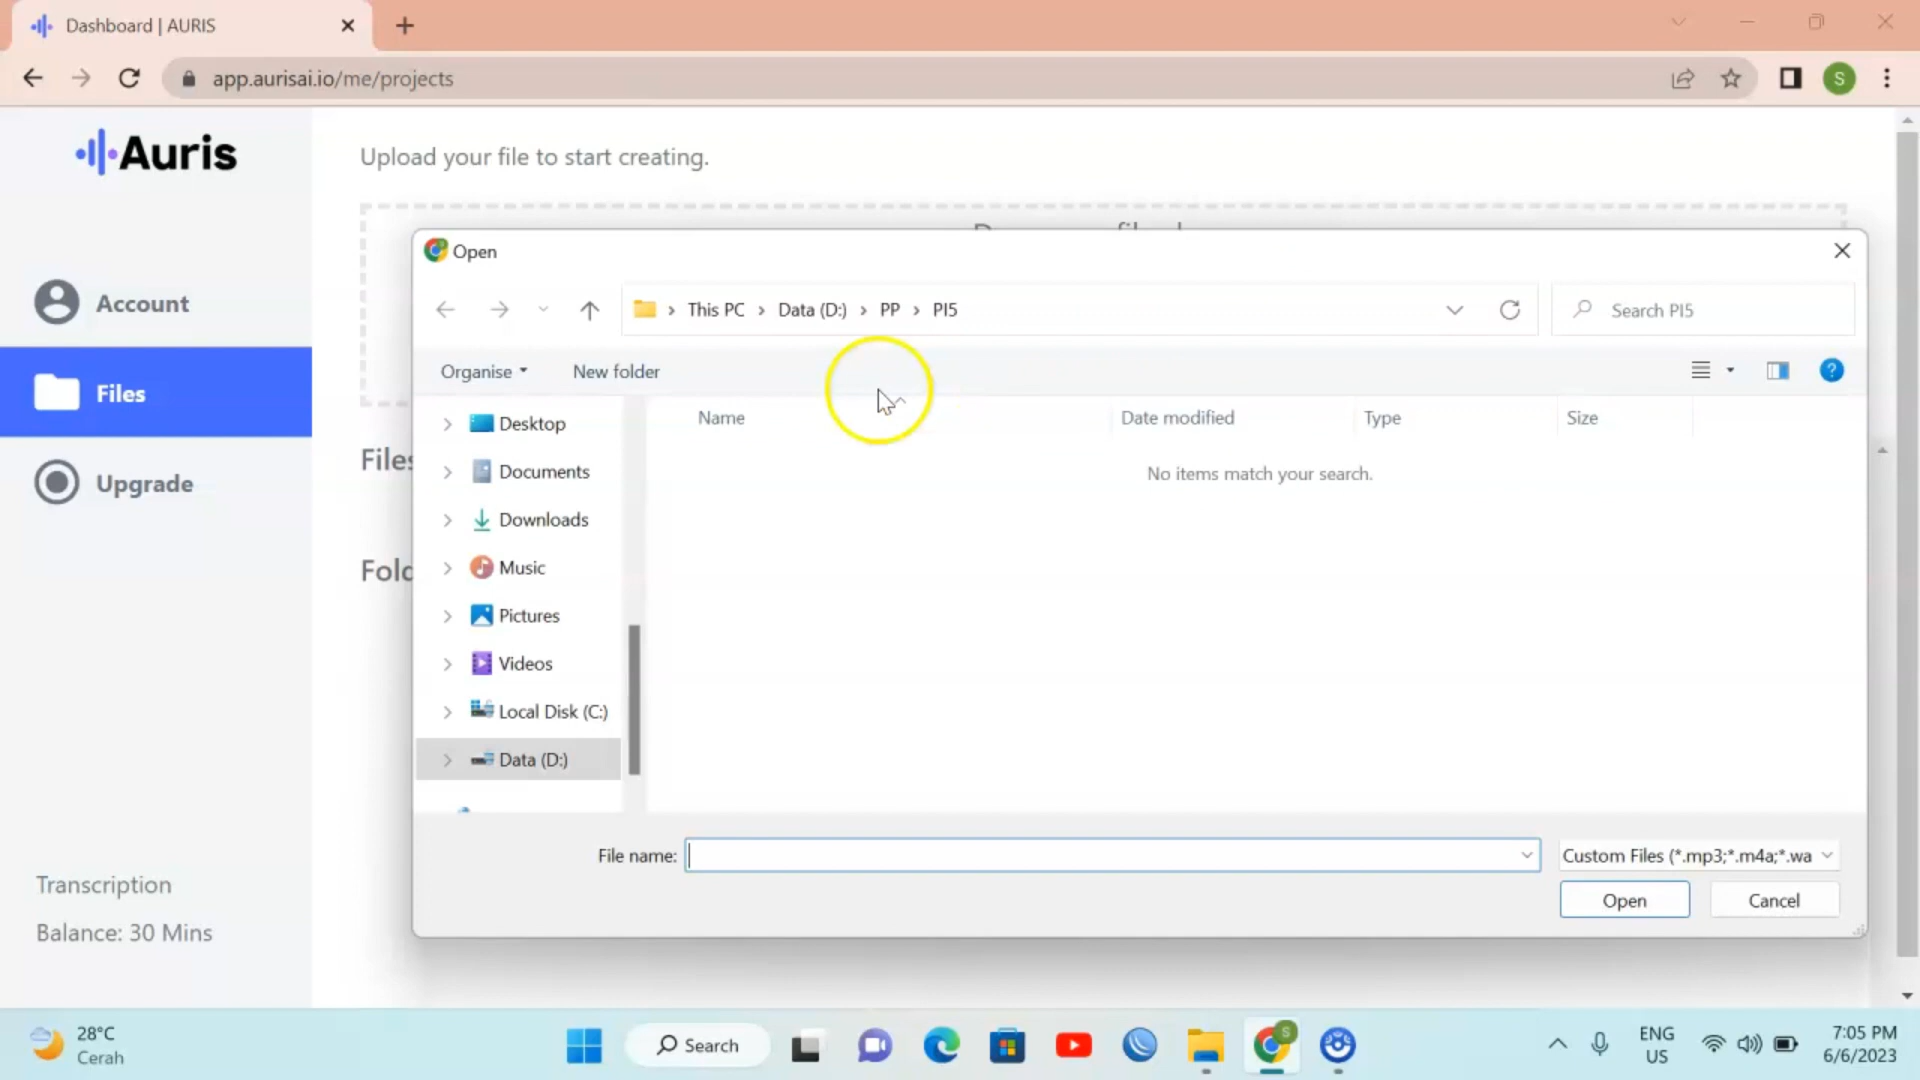 Dashboard | AURIS
app.aurisai.io/me/projects
S
Auris
Upload your file to start creating.
Open
This PC > Data (D:) > PP > PI5
Search PI5
Account
Organise
New folder
?
Files
Desktop
Name
Date modified
Type
Size
Files
Documents
No items match your search.
Upgrade
Downloads
Fold
Music
Pictures
Videos
Local Disk (C:)
Data (D:)
File name:
Custom Files (*.mp3;*.m4a;*.wa
Transcription
Open
Cancel
Balance: 30 Mins
28°C
Cerah
Search
S
ENG
US
7:05 PM
6/6/2023